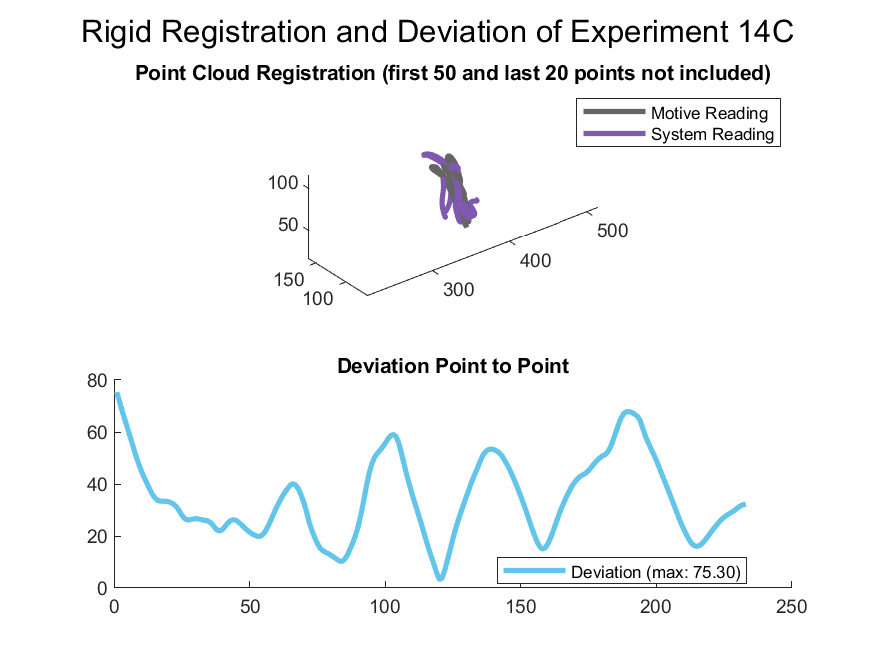 Rigid Registration and Deviation of Experiment 14C
Point Cloud Registration (first 50 and last 20 points not included)
Motive Reading
System Reading
100
50
150
100
300
400
500
Deviation Point to Point
80
60
40
20
0
Deviation (max: 75.30)
0 50 100 150 200 250